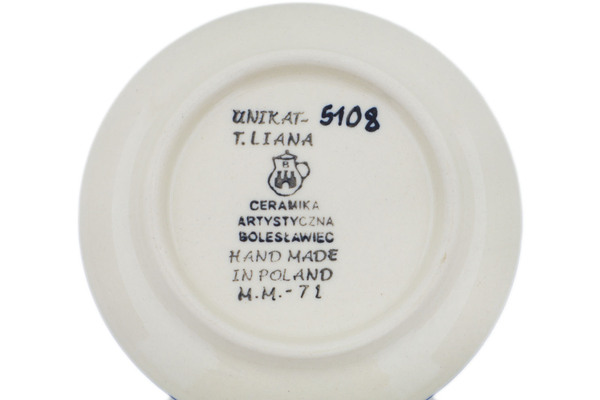 UNIKAT- 5108
T. LIANA
B
CERAMIKA
ARTYSTYCZNA
BOLESŁAWIEC
HAND MADE
IN POLAND
M.M.-71